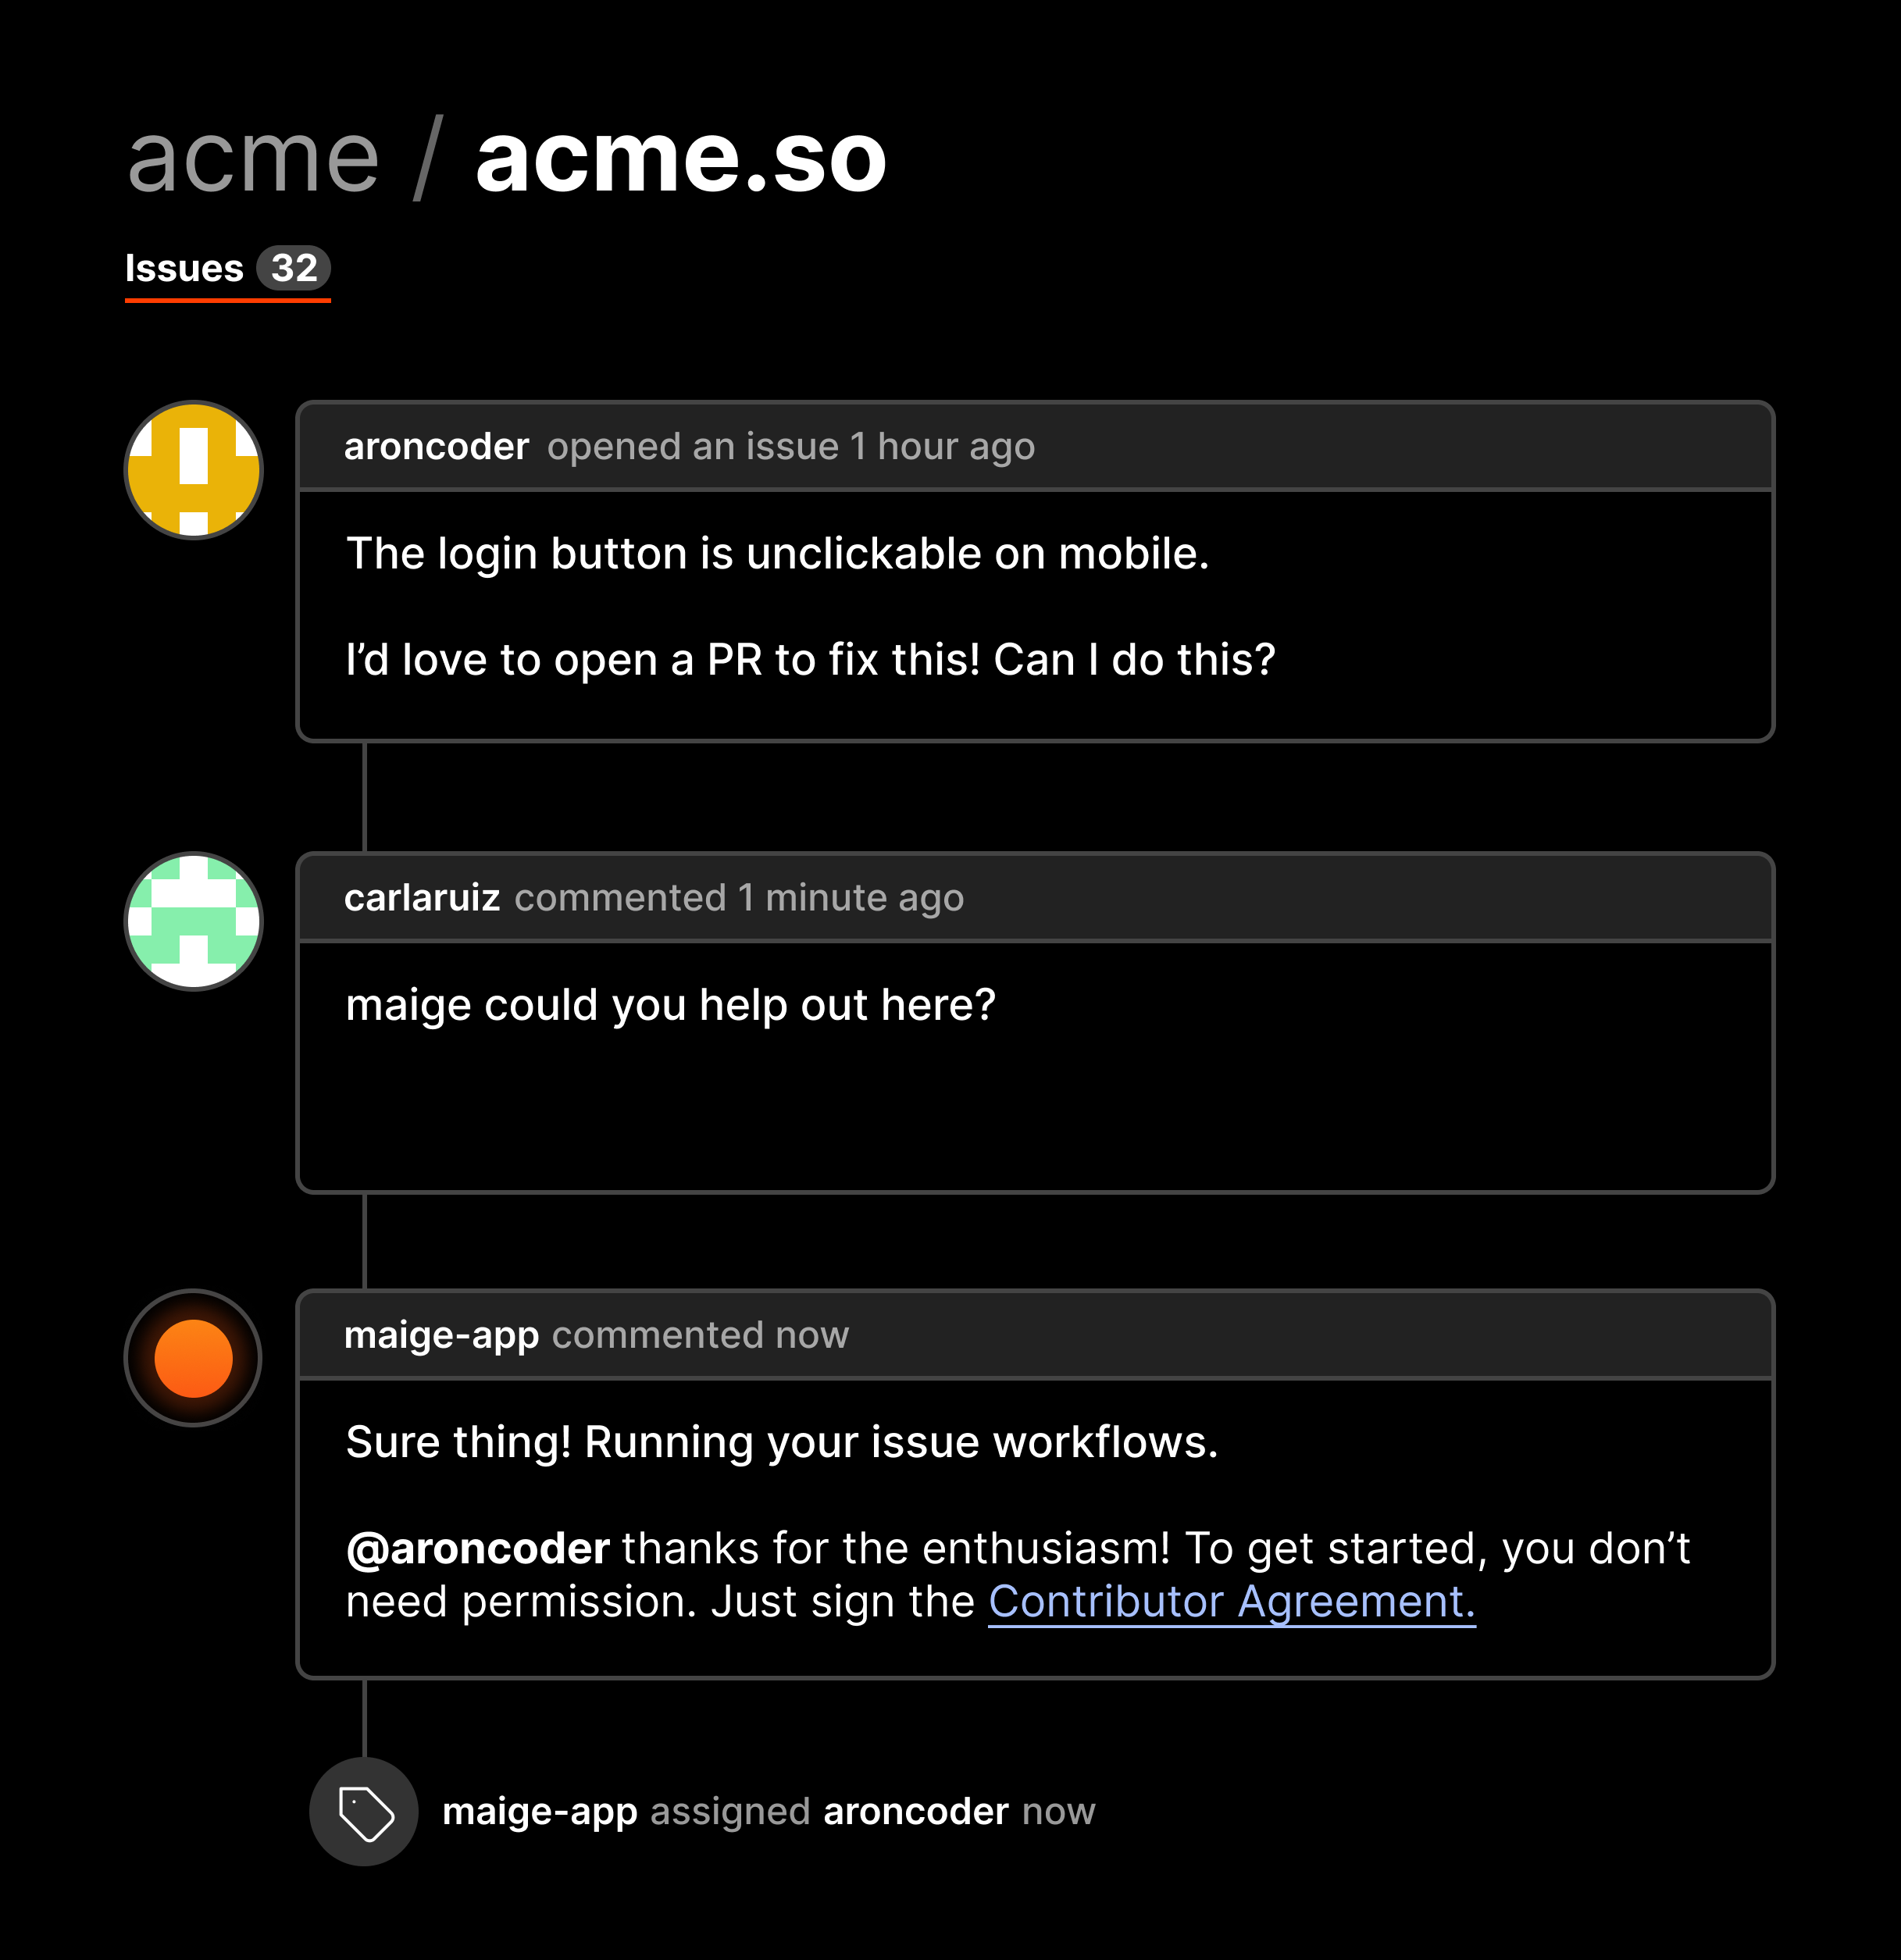 acme / acme.so
Issues 32
aroncoder opened an issue 1 hour ago
The login button is unclickable on mobile.
I’d love to open a PR to fix this! Can I do this?
carlaruiz commented 1 minute ago
maige could you help out here?
maige-app commented now
Sure thing! Running your issue workflows.
@aroncoder thanks for the enthusiasm! To get started, you don’t
need permission. Just sign the Contributor Agreement.
maige-app assigned aroncoder now